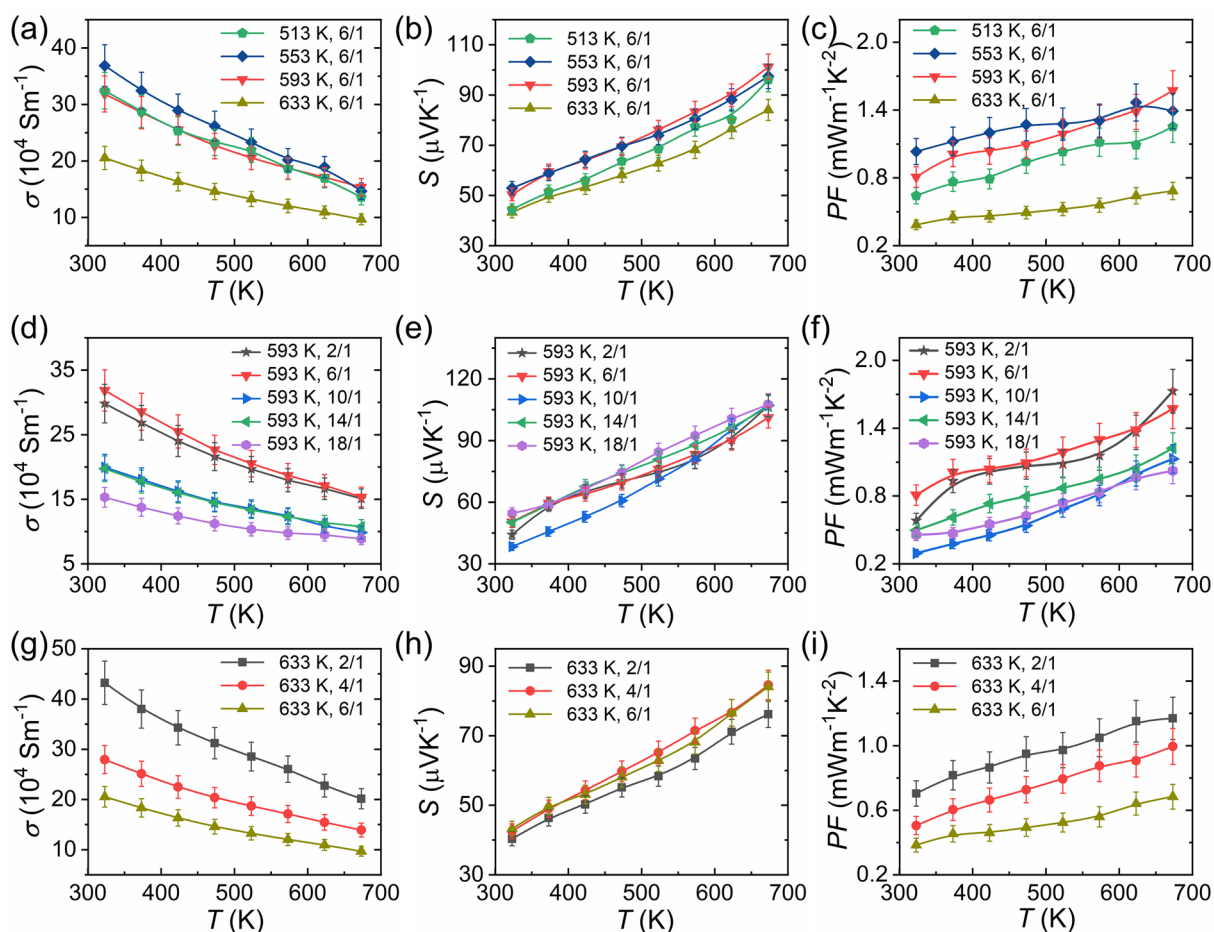 (a)
σ (10⁴ Sm⁻¹)
40
30
20
10
513 K, 6/1
553 K, 6/1
593 K, 6/1
633 K, 6/1
300 400 500 600 700
T (K)
(b)
S (μVK⁻¹)
110
90
70
50
30
513 K, 6/1
553 K, 6/1
593 K, 6/1
633 K, 6/1
300 400 500 600 700
T (K)
(c)
PF (mWm⁻¹K⁻²)
2.0
1.4
0.8
0.2
513 K, 6/1
553 K, 6/1
593 K, 6/1
633 K, 6/1
300 400 500 600 700
T (K)
(d)
σ (10⁴ Sm⁻¹)
35
25
15
5
593 K, 2/1
593 K, 6/1
593 K, 10/1
593 K, 14/1
593 K, 18/1
300 400 500 600 700
T (K)
(e)
S (μVK⁻¹)
120
90
60
30
593 K, 2/1
593 K, 6/1
593 K, 10/1
593 K, 14/1
593 K, 18/1
300 400 500 600 700
T (K)
(f)
PF (mWm⁻¹K⁻²)
2.0
1.4
0.8
0.2
593 K, 2/1
593 K, 6/1
593 K, 10/1
593 K, 14/1
593 K, 18/1
300 400 500 600 700
T (K)
(g)
σ (10⁴ Sm⁻¹)
50
40
30
20
10
633 K, 2/1
633 K, 4/1
633 K, 6/1
300 400 500 600 700
T (K)
(h)
S (μVK⁻¹)
90
70
50
30
633 K, 2/1
633 K, 4/1
633 K, 6/1
300 400 500 600 700
T (K)
(i)
PF (mWm⁻¹K⁻²)
1.4
1.0
0.6
0.2
633 K, 2/1
633 K, 4/1
633 K, 6/1
300 400 500 600 700
T (K)